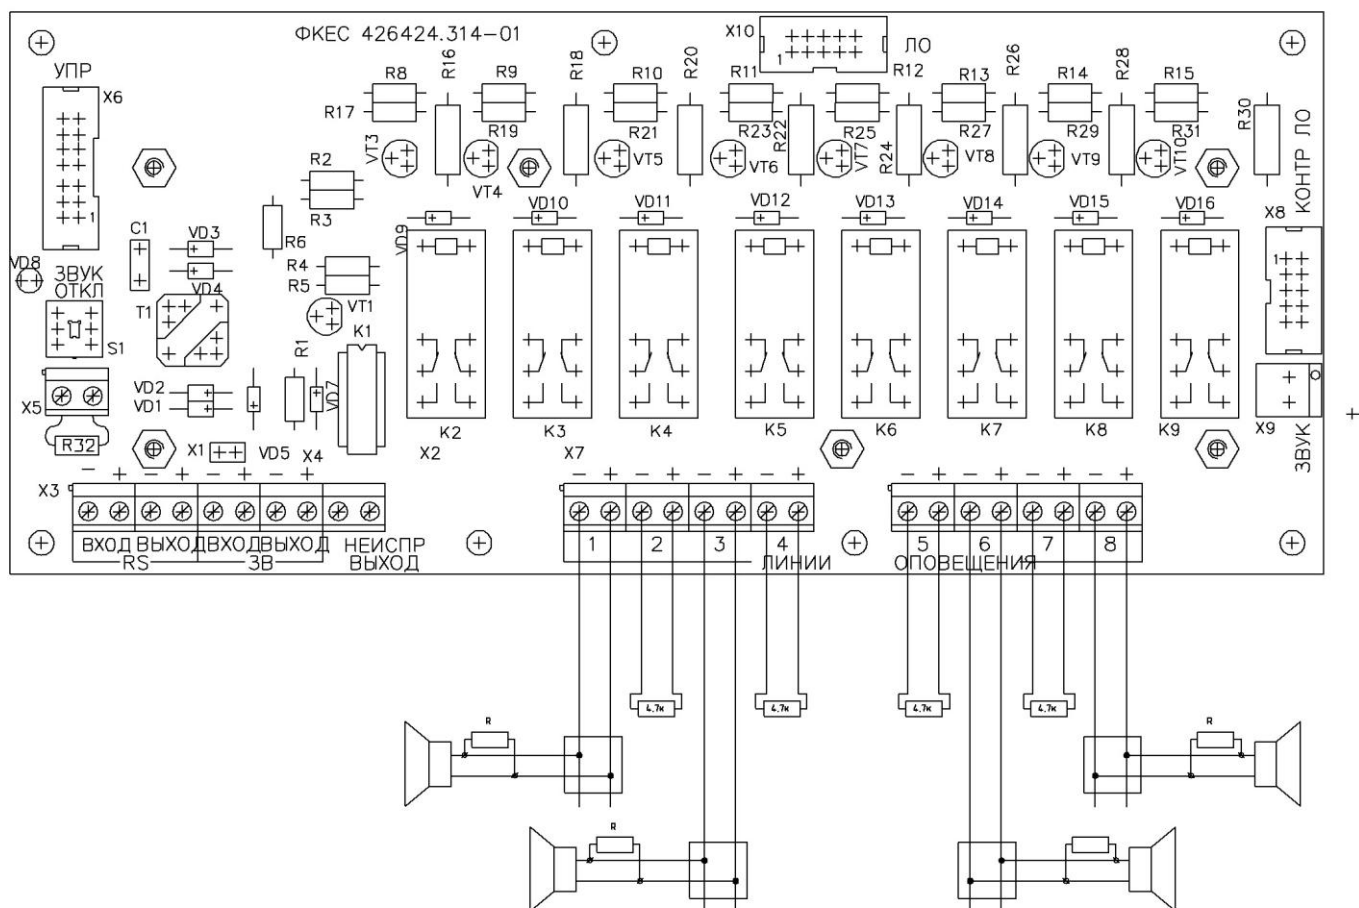 ФКЕС 426424.314-01
X10
1
ЛО
УПР
X6
1
R8
R16
R9
R18
R10
R20
R11
R12
R13
R26
R14
R28
R15
R30
R17
VT3
R19
VT4
R21
VT5
R23
R22
VT6
R25
VT7
R24
R27
VT8
R29
VT9
R31
VT10
КОНТР ЛО
R2
R3
C1
VD3
R6
VD9
VD10
VD11
VD12
VD13
VD14
VD15
VD16
X8
1
VD8
ЗВУК
ОТКЛ
VD4
R4
R5
T1
VT1
S1
R1
K1
X5
VD2
VD1
VD7
R32
X1
VD5
X4
K2
X2
K3
X7
K4
K5
K6
K7
K8
K9
X9
ЗВУК
X3
- + - + - + - +
- + - + - + - +
- + - + - + - +
ВХОД ВЫХОД ВХОД ВЫХОД НЕИСПР
RS ЗВ ВЫХОД
1 2 3 4 5 6 7 8
ЛИНИИ ОПОВЕЩЕНИЯ
4.7к 4.7к 4.7к 4.7к
R R
R